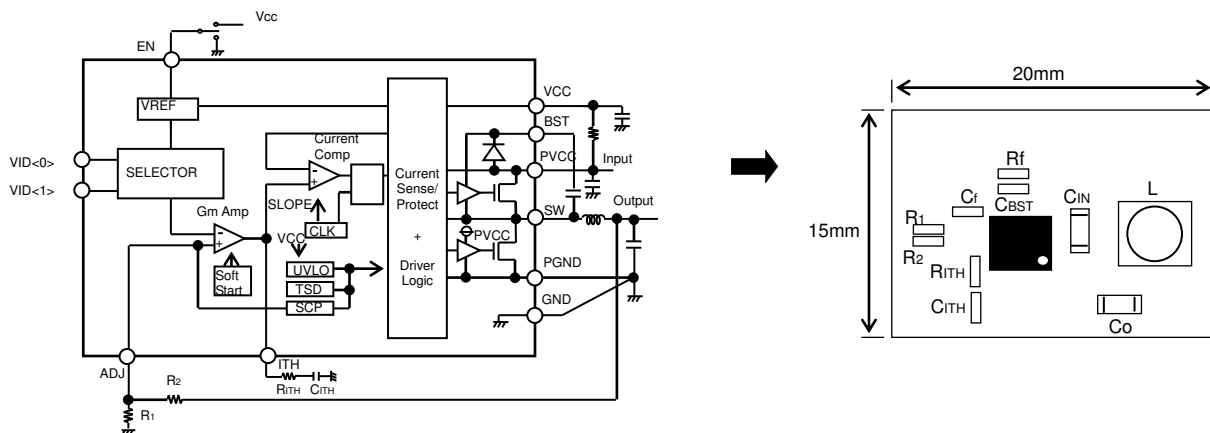 Vcc
EN
VREF
VCC
BST
VID<0>
VID<1>
SELECTOR
Current
Comp
Current
Sense/
Protect
+
Driver
Logic
PVCC
Input
SLOPE
CLK
SW
Output
Gm Amp
VCC
PVCC
UVLO
TSD
SCP
Soft
Start
PGND
GND
ADJ
ITH
RITH
CITH
R2
R1
20mm
15mm
Rf
Cf
CBST
CIN
L
R1
R2
RITH
CITH
Co